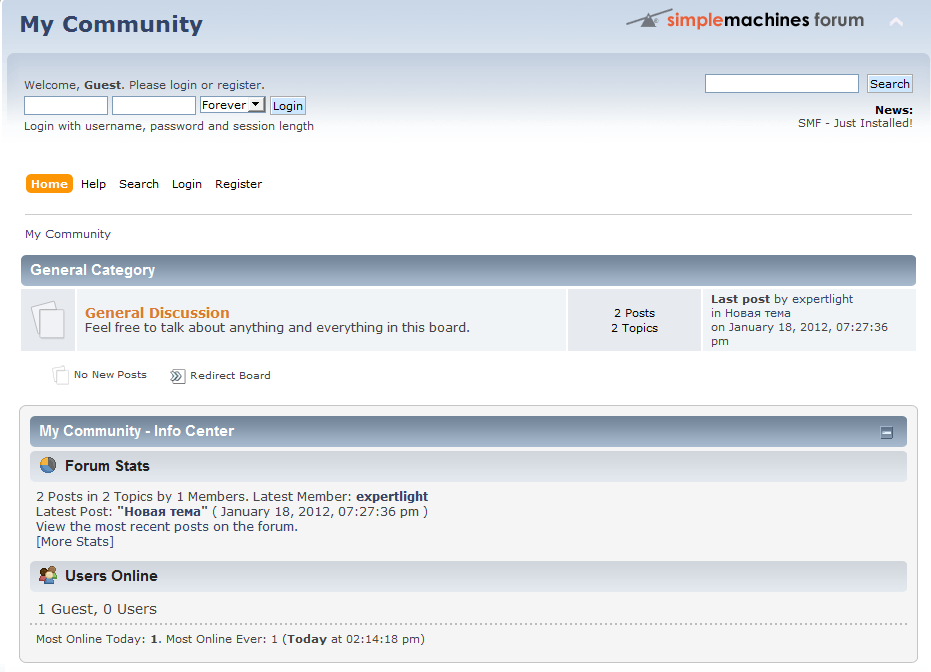 My Community
simplemachines forum
Welcome, Guest. Please login or register.
Forever
Login
Login with username, password and session length
Search
News:
SMF - Just Installed!
Home Help Search Login Register
My Community
General Category
General Discussion
Feel free to talk about anything and everything in this board.
2 Posts
2 Topics
Last post by expertlight
in Новая тема
on January 18, 2012, 07:27:36
pm
No New Posts
Redirect Board
My Community - Info Center
Forum Stats
2 Posts in 2 Topics by 1 Members. Latest Member: expertlight
Latest Post: "Новая тема" ( January 18, 2012, 07:27:36 pm )
View the most recent posts on the forum.
[More Stats]
Users Online
1 Guest, 0 Users
Most Online Today: 1. Most Online Ever: 1 (Today at 02:14:18 pm)